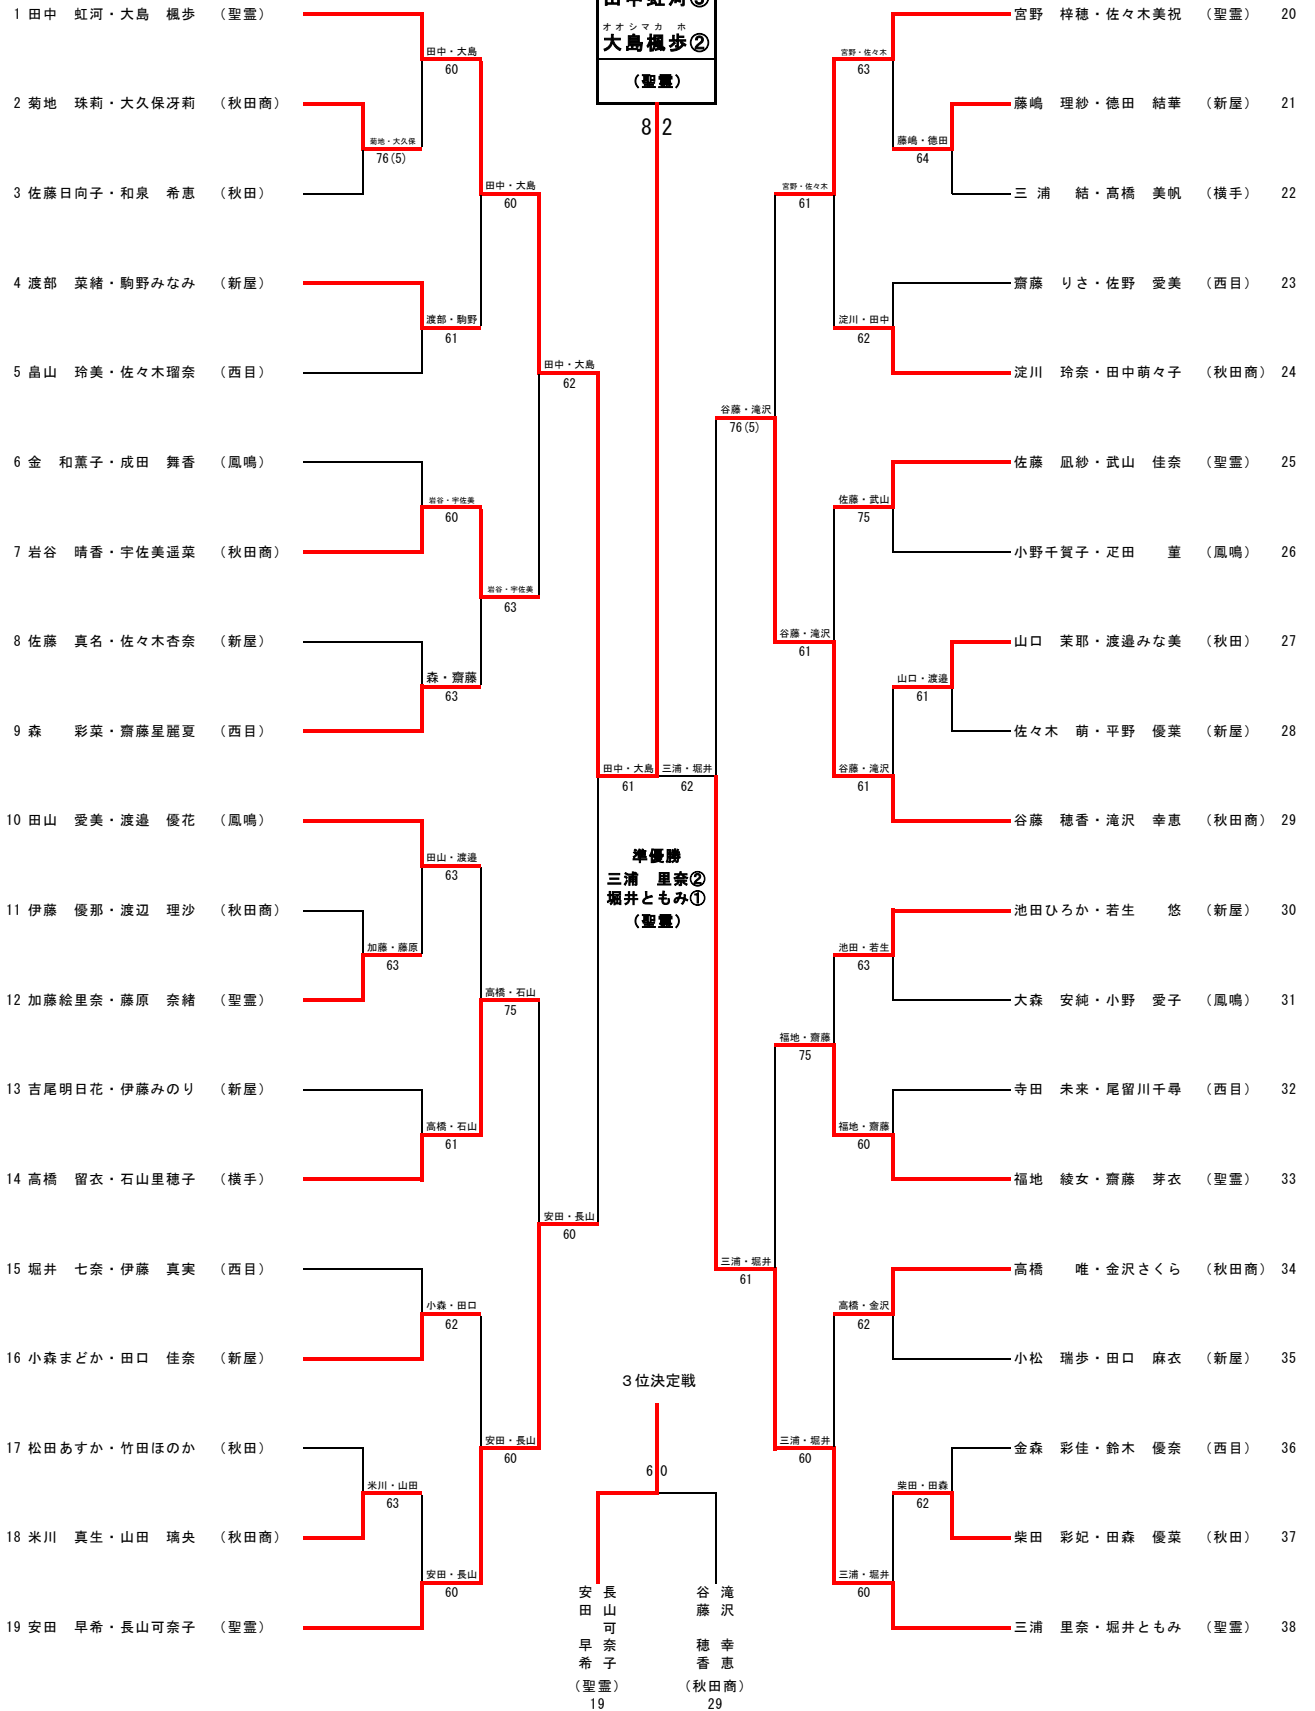 1 田中 虹河・大島 楓歩 (聖霊)
2 菊地 珠莉・大久保冴莉 (秋田商)
3 佐藤日向子・和泉 希恵 (秋田)
4 渡部 菜緒・駒野みなみ (新屋)
5 畠山 玲美・佐々木瑠奈 (西目)
6 金 和薫子・成田 舞香 (鳳鳴)
7 岩谷 晴香・宇佐美遥菜 (秋田商)
8 佐藤 真名・佐々木杏奈 (新屋)
9 森 彩菜・齋藤星麗夏 (西目)
10 田山 愛美・渡邉 優花 (鳳鳴)
11 伊藤 優那・渡辺 理沙 (秋田商)
12 加藤絵里奈・藤原 奈緒 (聖霊)
13 吉尾明日花・伊藤みのり (新屋)
14 高橋 留衣・石山里穂子 (横手)
15 堀井 七奈・伊藤 真実 (西目)
16 小森まどか・田口 佳奈 (新屋)
17 松田あすか・竹田ほのか (秋田)
18 米川 真生・山田 璃央 (秋田商)
19 安田 早希・長山可奈子 (聖霊)
菊地・大久保
76(5)
加藤・藤原
63
米川・山田
63
田中・大島
60
渡部・駒野
61
岩谷・宇佐美
60
森・齋藤
63
田山・渡邉
63
高橋・石山
61
小森・田口
62
安田・長山
60
田中・大島
60
岩谷・宇佐美
63
高橋・石山
75
安田・長山
60
田中・大島
62
安田・長山
60
田中・大島
61
オオシマカ ホ
大島楓歩②
(聖霊)
8 2
三浦・堀井
62
準優勝
三浦 里奈②
堀井ともみ①
(聖霊)
3位決定戦
6 0
安田 早希
長山可奈子
(聖霊)
19
谷藤 穂香
滝沢 幸恵
(秋田商)
29
谷藤・滝沢
76(5)
三浦・堀井
61
宮野・佐々木
61
谷藤・滝沢
61
福地・齋藤
75
三浦・堀井
60
宮野・佐々木
63
淀川・田中
62
佐藤・武山
75
谷藤・滝沢
61
池田・若生
63
福地・齋藤
60
高橋・金沢
62
三浦・堀井
60
藤嶋・徳田
64
山口・渡邉
61
柴田・田森
62
宮野 梓穂・佐々木美祝 (聖霊) 20
藤嶋 理紗・徳田 結華 (新屋) 21
三 浦 結・髙橋 美帆 (横手) 22
齋藤 りさ・佐野 愛美 (西目) 23
淀川 玲奈・田中萌々子 (秋田商) 24
佐藤 凪紗・武山 佳奈 (聖霊) 25
小野千賀子・疋田 菫 (鳳鳴) 26
山口 茉耶・渡邉みな美 (秋田) 27
佐々木 萌・平野 優葉 (新屋) 28
谷藤 穂香・滝沢 幸恵 (秋田商) 29
池田ひろか・若生 悠 (新屋) 30
大森 安純・小野 愛子 (鳳鳴) 31
寺田 未来・尾留川千尋 (西目) 32
福地 綾女・齋藤 芽衣 (聖霊) 33
高橋 唯・金沢さくら (秋田商) 34
小松 瑞歩・田口 麻衣 (新屋) 35
金森 彩佳・鈴木 優奈 (西目) 36
柴田 彩妃・田森 優菜 (秋田) 37
三浦 里奈・堀井ともみ (聖霊) 38